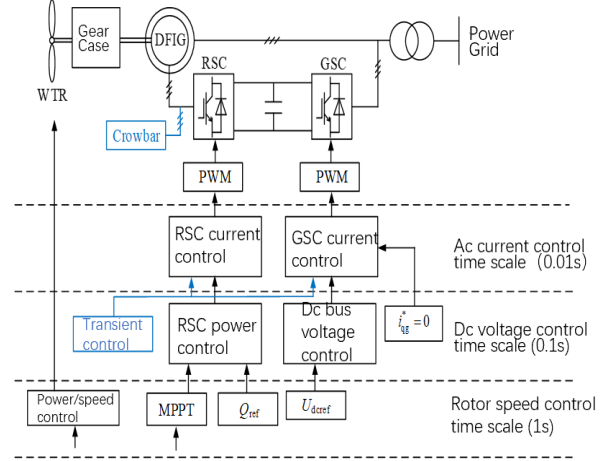 Gear
Case
DFIG
Power
Grid
RSC
GSC
WTR
Crowbar
PWM
PWM
RSC current
control
GSC current
control
Ac current control
time scale (0.01s)
Transient
control
RSC power
control
Dc bus
voltage
control
i*qg=0
Dc voltage control
time scale (0.1s)
Power/speed
control
MPPT
Qref
Udcref
Rotor speed control
time scale (1s)